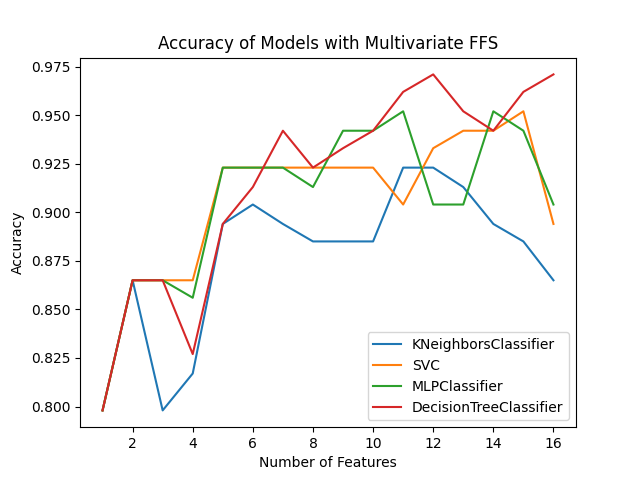 Accuracy of Models with Multivariate FFS
0.975
0.950
0.925
0.900
0.875
0.850
0.825
0.800
Accuracy
KNeighborsClassifier
SVC
MLPClassifier
DecisionTreeClassifier
2 4 6 8 10 12 14 16
Number of Features